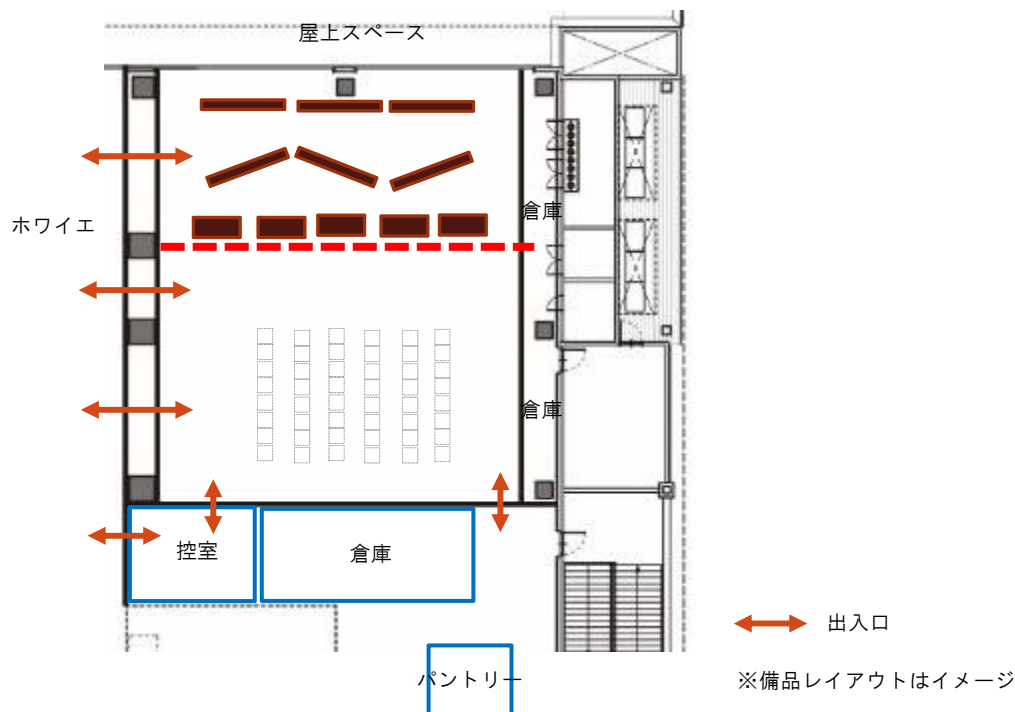 屋上スペース
ホワイエ
倉庫
倉庫
控室
倉庫
出入口
パントリー
※備品レイアウトはイメージ